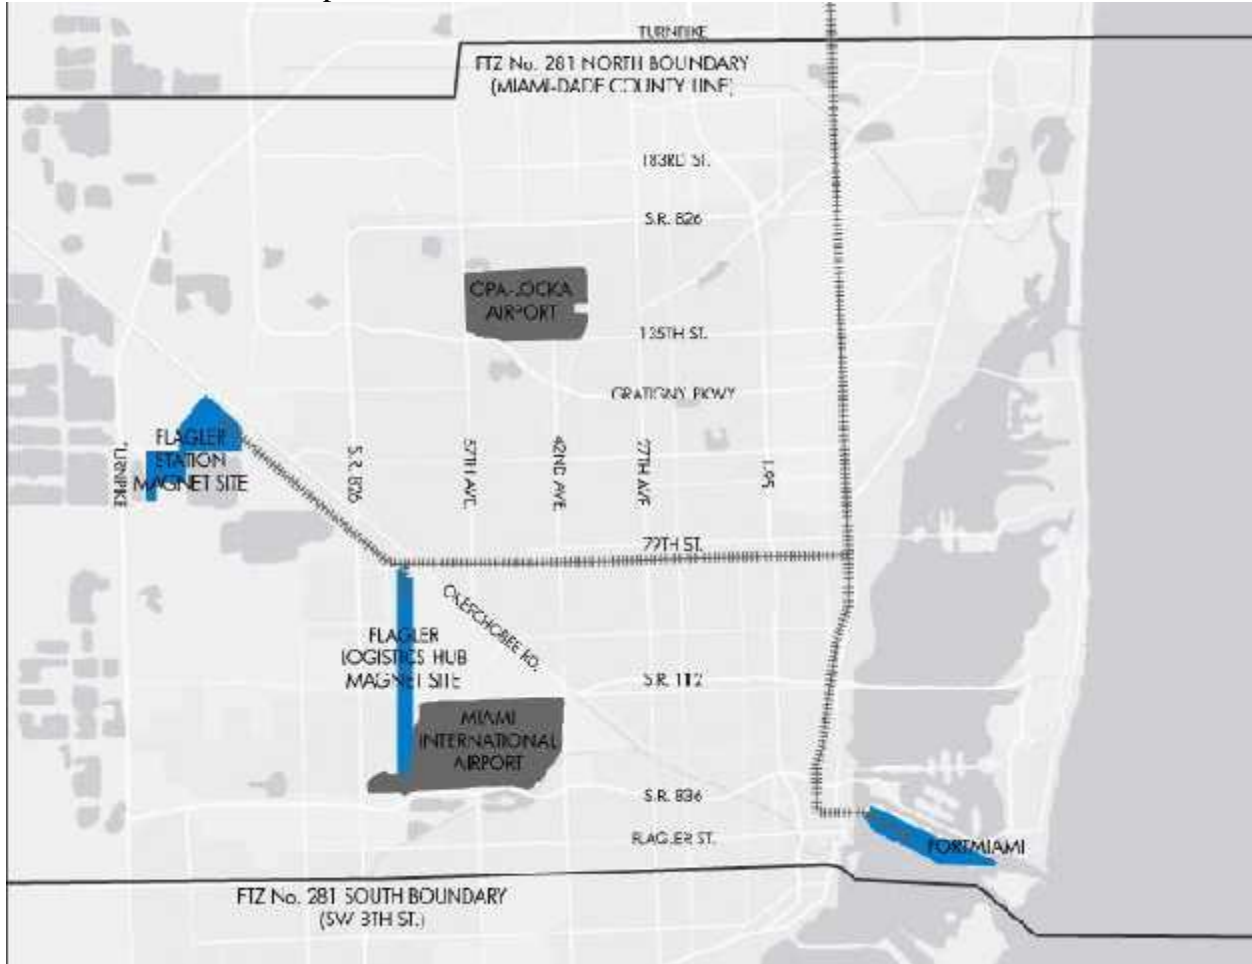 TURNPIKE
FTZ No. 281 NORTH BOUNDARY
(MIAMI-DADE COUNTY LINE)
183RD ST.
S.R. 826
OPA-LOCKA
AIRPORT
135TH ST.
GRATIGNY PKWY
FLAGLER
STATION
MAGNET SITE
TURNPIKE
S.R. 826
57TH AVE.
42ND AVE
27TH AVE
I-95
79TH ST.
OKEECHOBEE RD.
FLAGLER
LOGISTICS HUB
MAGNET SITE
S.R. 112
MIAMI
INTERNATIONAL
AIRPORT
S.R. 836
FLAGLER ST.
PORTMIAMI
FTZ No. 281 SOUTH BOUNDARY
(SW 8TH ST.)